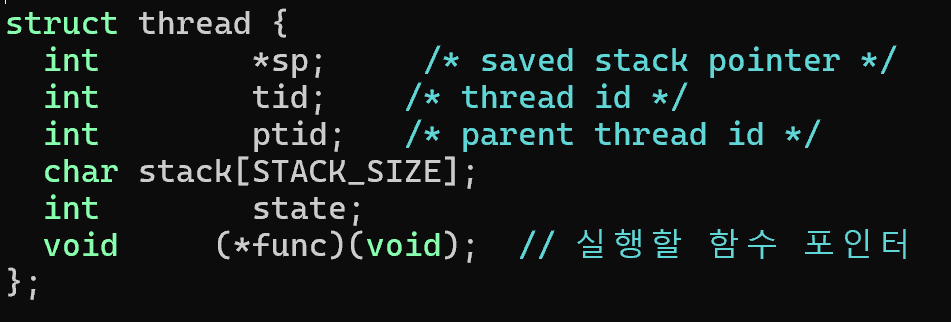 struct thread {
  int        *sp;     /* saved stack pointer */
  int        tid;    /* thread id */
  int        ptid;   /* parent thread id */
  char stack[STACK_SIZE];
  int        state;
  void     (*func)(void);  // 실행할 함수 포인터
};